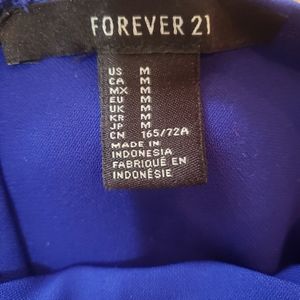 FOREVER 21
US M
CA M
MX M
EU M
UK M
KR M
JP M
CN 165/72A
MADE IN
INDONESIA
FABRIQUÉ EN
INDONÉSIE